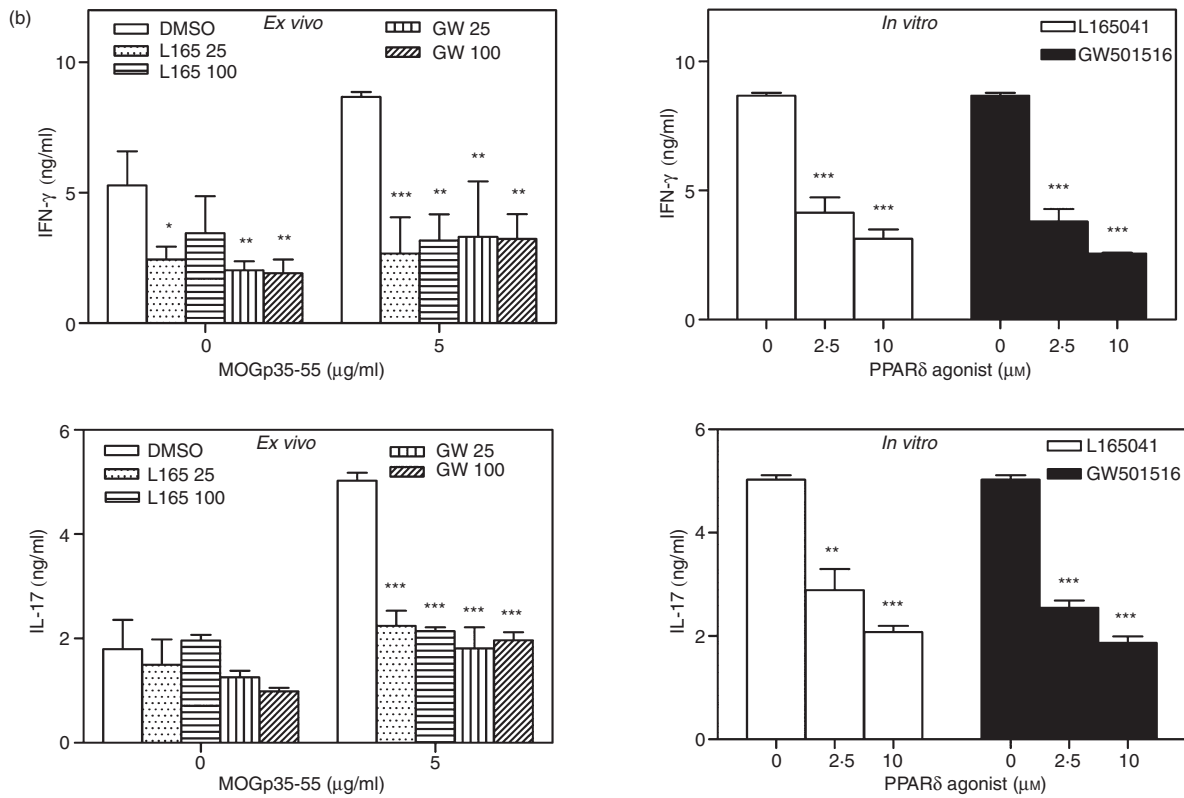 (b)
Ex vivo
DMSO
L165 25
L165 100
GW 25
GW 100
10
5
0
IFN-γ (ng/ml)
*
**
**
***
**
**
**
0
5
MOGp35-55 (μg/ml)
In vitro
L165041
GW501516
10
5
0
IFN-γ (ng/ml)
***
***
***
***
0
2·5
10
0
2·5
10
PPARδ agonist (μM)
Ex vivo
DMSO
L165 25
L165 100
GW 25
GW 100
6
4
2
0
IL-17 (ng/ml)
***
***
***
***
0
5
MOGp35-55 (μg/ml)
In vitro
L165041
GW501516
6
4
2
0
IL-17 (ng/ml)
**
***
***
***
0
2·5
10
0
2·5
10
PPARδ agonist (μM)